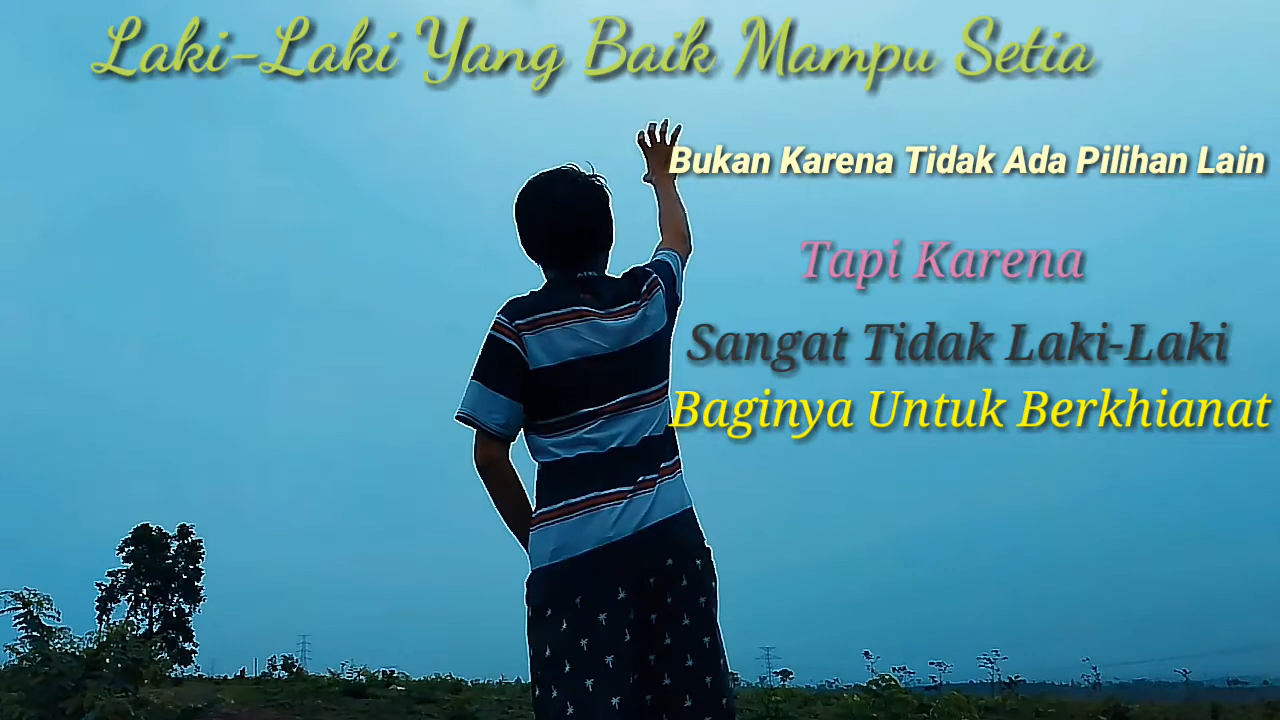 Laki-Laki Yang Baik Mampu Setia
Bukan Karena Tidak Ada Pilihan Lain
Tapi Karena
Sangat Tidak Laki-Laki
Baginya Untuk Berkhianat